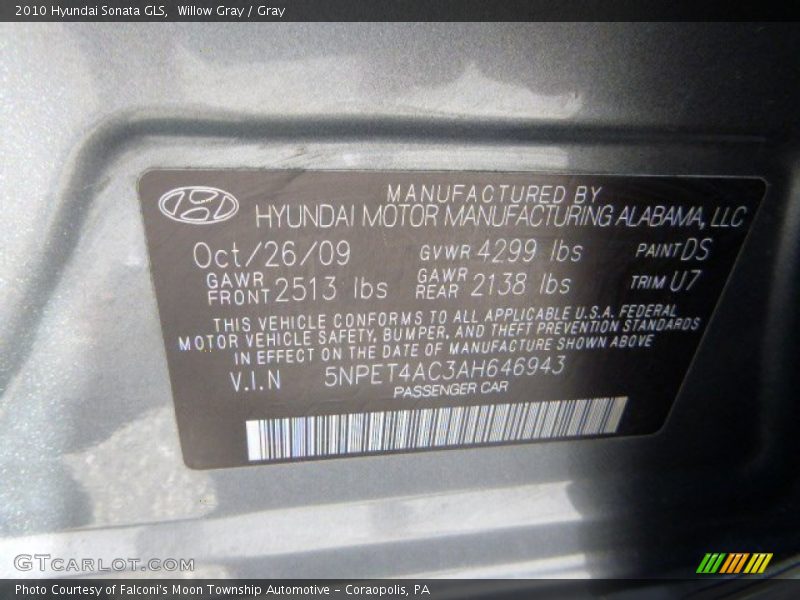 2010 Hyundai Sonata GLS,  Willow Gray / Gray
MANUFACTURED BY
HYUNDAI MOTOR MANUFACTURING ALABAMA, LLC
Oct/26/09 GVWR 4299 lbs PAINT DS
GAWR FRONT 2513 lbs GAWR REAR 2138 lbs TRIM U7
THIS VEHICLE CONFORMS TO ALL APPLICABLE U.S.A. FEDERAL
MOTOR VEHICLE SAFETY, BUMPER, AND THEFT PREVENTION STANDARDS
IN EFFECT ON THE DATE OF MANUFACTURE SHOWN ABOVE
V.I.N 5NPET4AC3AH646943
PASSENGER CAR
GTCARLOT.COM
Photo Courtesy of Falconi's Moon Township Automotive - Coraopolis, PA